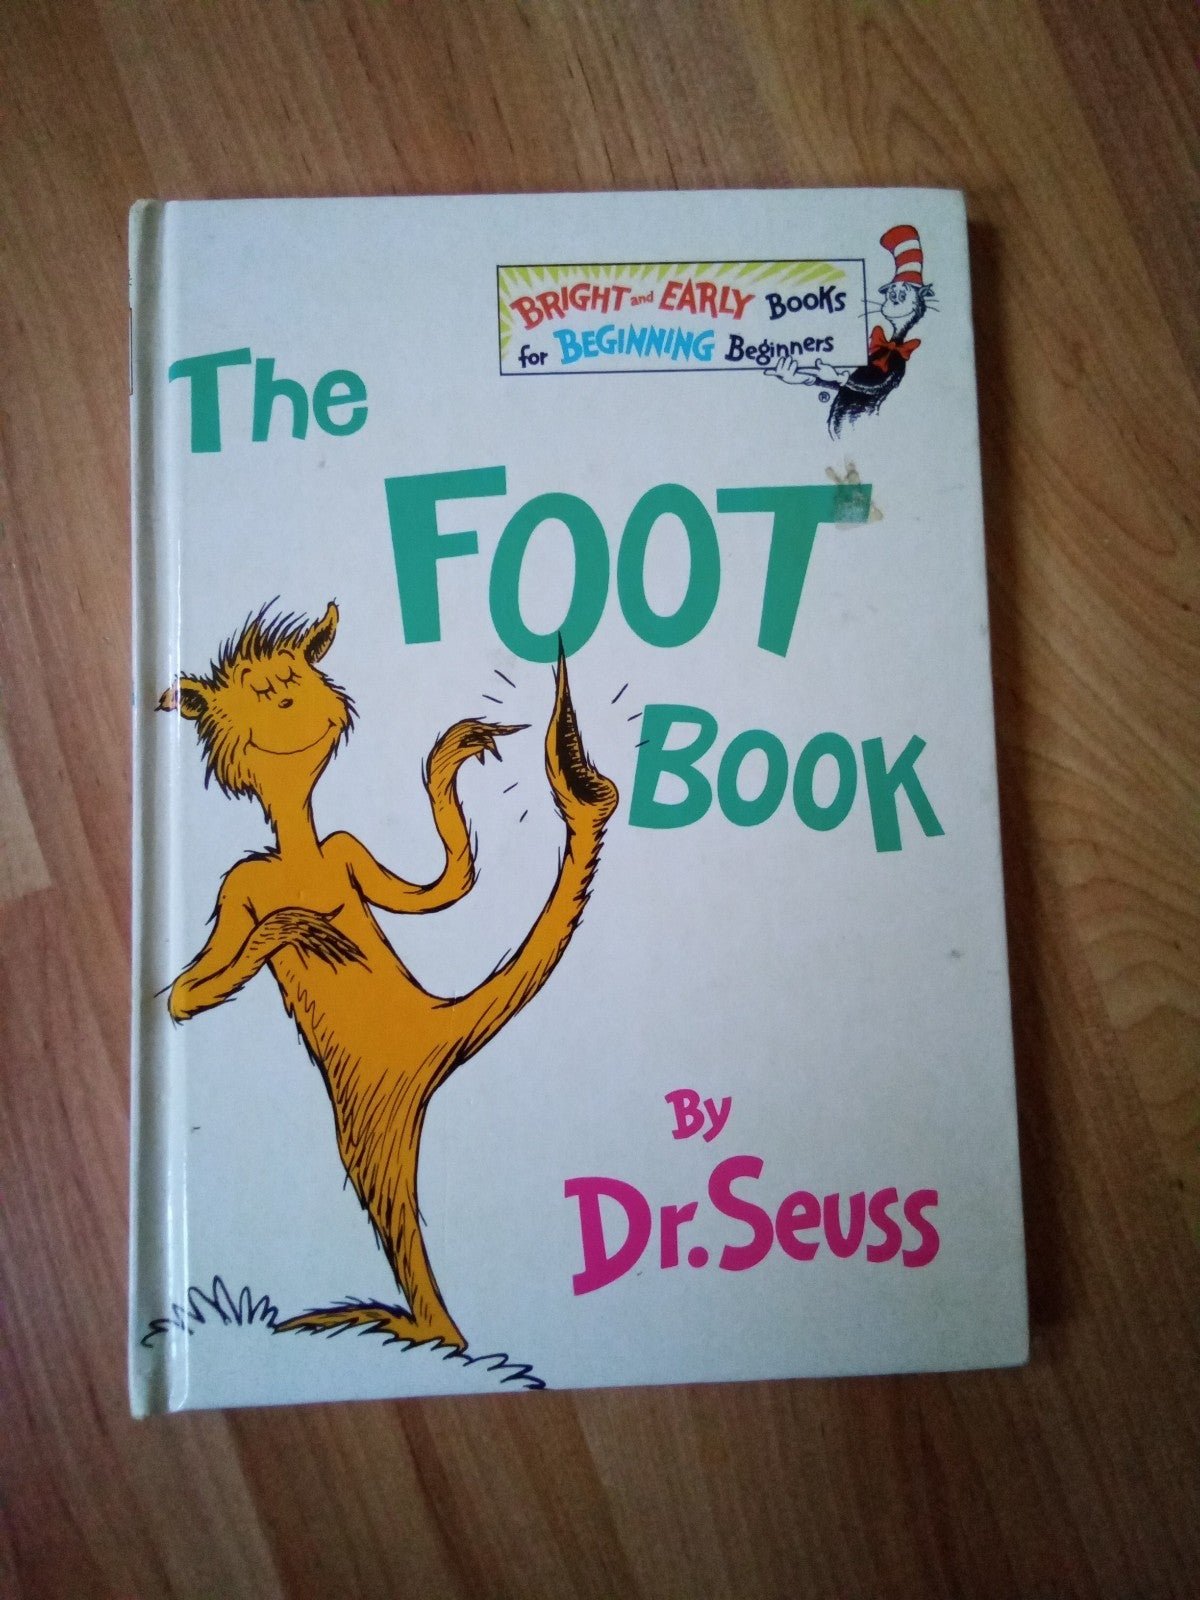 BRIGHT and EARLY BOOKS
for BEGINNING Beginners
®
The
FOOT
BOOK
By
Dr. Seuss